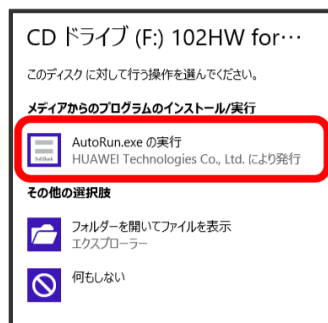 CD ドライブ (F:) 102HW for…
このディスク に対して行う操作を選んでください。
メディアからのプログラムのインストール/実行
AutoRun.exe の実行
HUAWEI Technologies Co., Ltd. により発行
SoftBank
その他の選択肢
フォルダーを開いてファイルを表示
エクスプローラー
何もしない